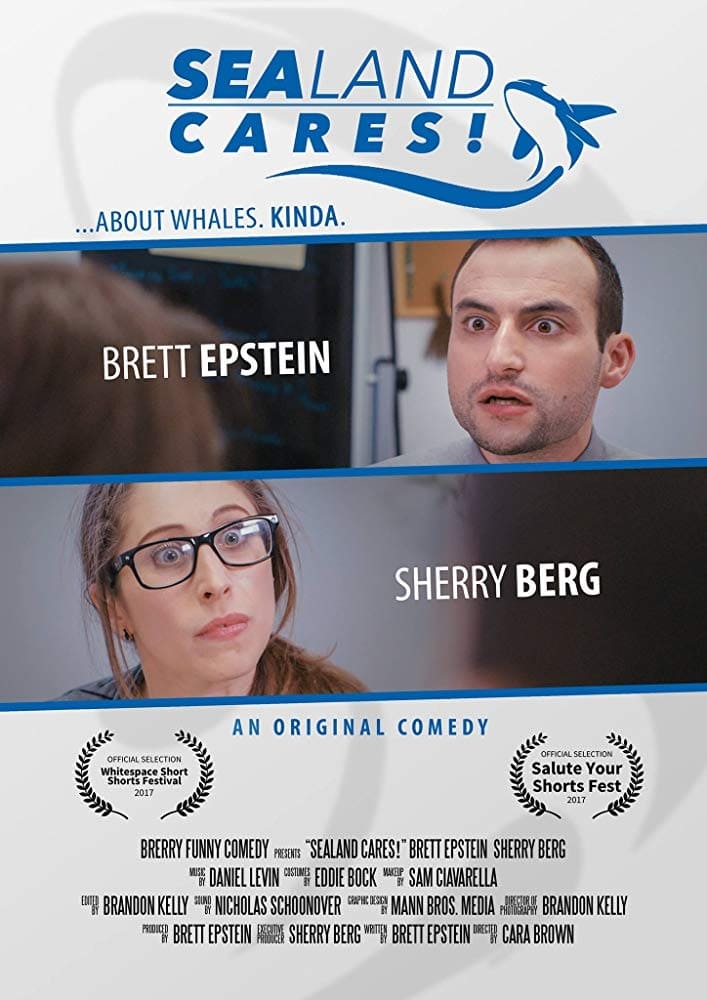 SEALAND
CARES!
...ABOUT WHALES. KINDA.
BRETT EPSTEIN
SHERRY BERG
AN ORIGINAL COMEDY
OFFICIAL SELECTION
Whitespace Short
Shorts Festival
2017
OFFICIAL SELECTION
Salute Your
Shorts Fest
2017
BRERRY FUNNY COMEDY PRESENTS "SEALAND CARES!" BRETT EPSTEIN SHERRY BERG
MUSIC BY DANIEL LEVIN COSTUMES BY EDDIE BOCK MAKEUP BY SAM CIAVARELLA
EDITED BY BRANDON KELLY SOUND BY NICHOLAS SCHOONOVER GRAPHIC DESIGN BY MANN BROS. MEDIA DIRECTOR OF PHOTOGRAPHY BRANDON KELLY
PRODUCED BY BRETT EPSTEIN EXECUTIVE PRODUCER SHERRY BERG WRITTEN BY BRETT EPSTEIN DIRECTED BY CARA BROWN